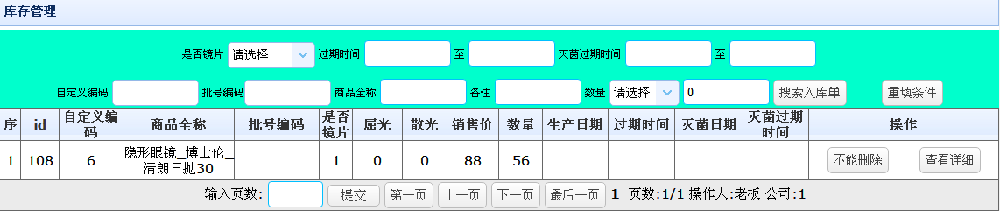 库存管理
是否镜片 请选择 过期时间 至 灭菌过期时间 至
自定义编码 批号编码 商品全称 备注 数量 请选择 0 搜索入库单 重填条件
序 id 自定义编码 商品全称 批号编码 是否镜片 屈光 散光 销售价 数量 生产日期 过期时间 灭菌日期 灭菌过期时间 操作
1 108 6 隐形眼镜_博士伦_清朗日抛30 1 0 0 88 56 不能删除 查看详细
输入页数: 提交 第一页 上一页 下一页 最后一页 1 页数:1/1 操作人:老板 公司:1